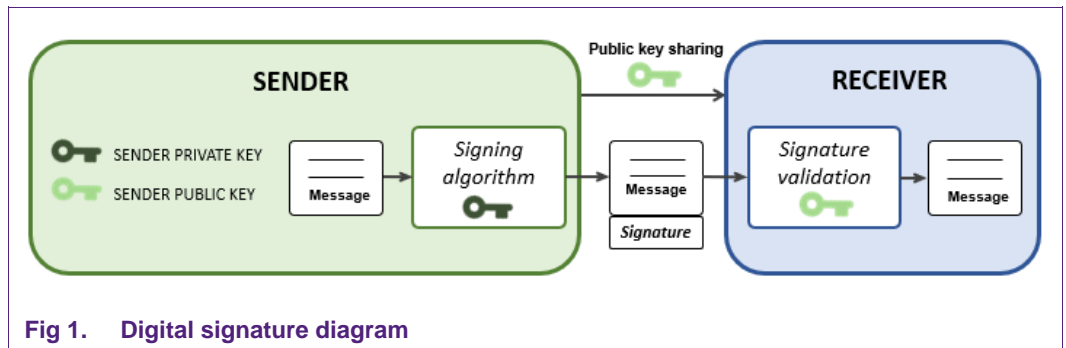 Public key sharing
SENDER
RECEIVER
SENDER PRIVATE KEY
SENDER PUBLIC KEY
Message
Signing
algorithm
Message
Signature
Signature
validation
Message
Fig 1. Digital signature diagram